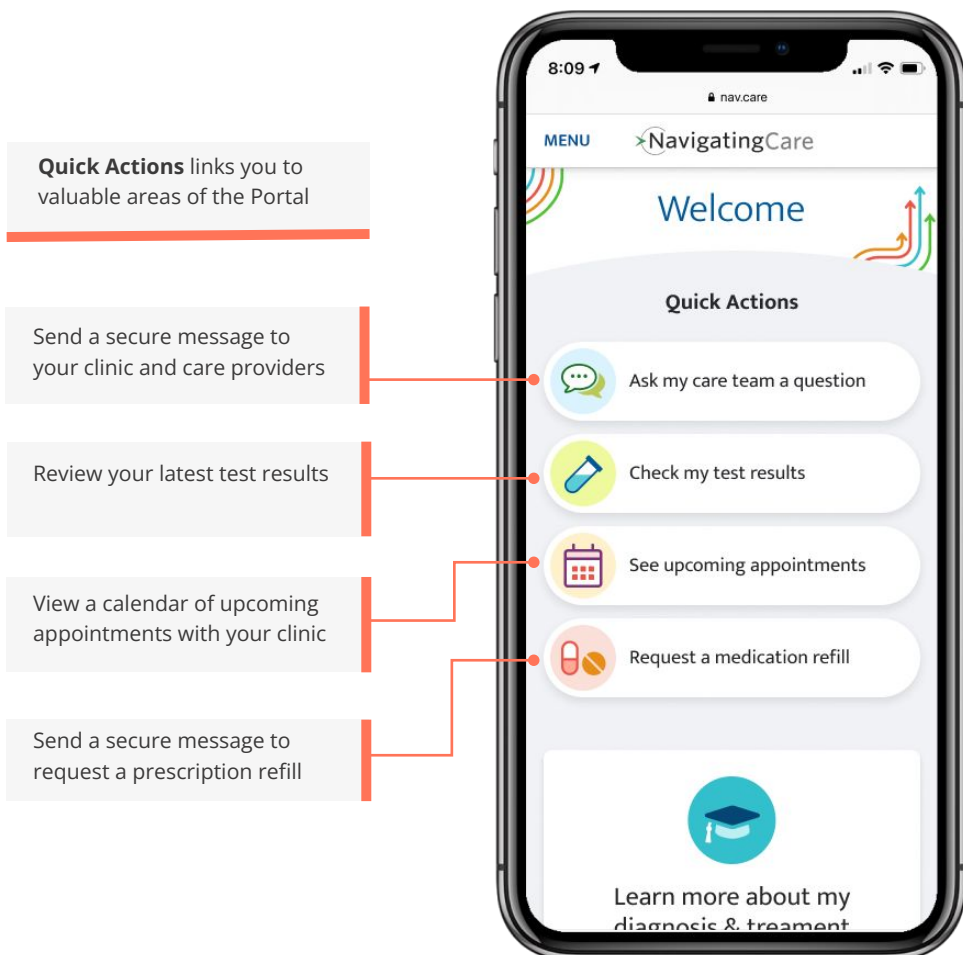 Quick Actions links you to
valuable areas of the Portal
Send a secure message to
your clinic and care providers
Review your latest test results
View a calendar of upcoming
appointments with your clinic
Send a secure message to
request a prescription refill
8:09
nav.care
MENU
NavigatingCare
Welcome
Quick Actions
Ask my care team a question
Check my test results
See upcoming appointments
Request a medication refill
Learn more about my
diagnosis & treament